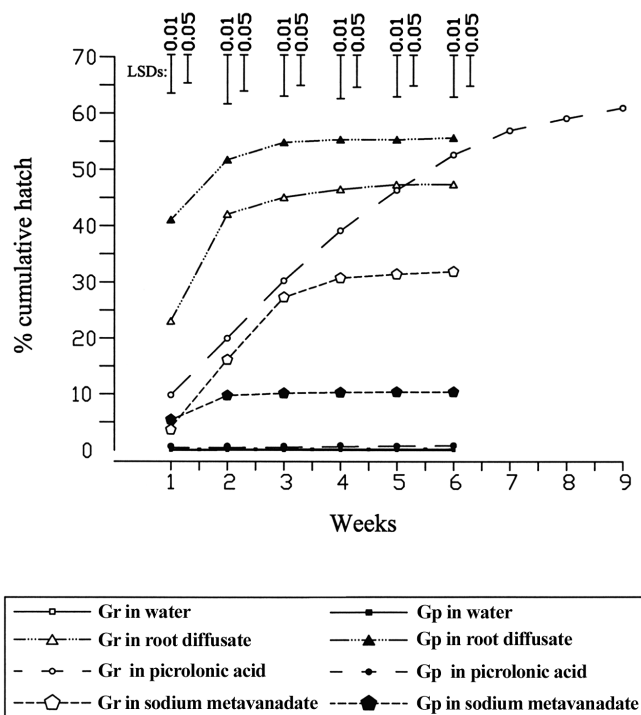 0.01 0.05 0.01 0.05 0.01 0.05 0.01 0.05 0.01 0.05 0.01 0.05
LSDs:
70
60
50
40
30
20
10
0
% cumulative hatch
1 2 3 4 5 6 7 8 9
Weeks
Gr in water Gp in water
Gr in root diffusate Gp in root diffusate
Gr in picrolonic acid Gp in picrolonic acid
Gr in sodium metavanadate Gp in sodium metavanadate